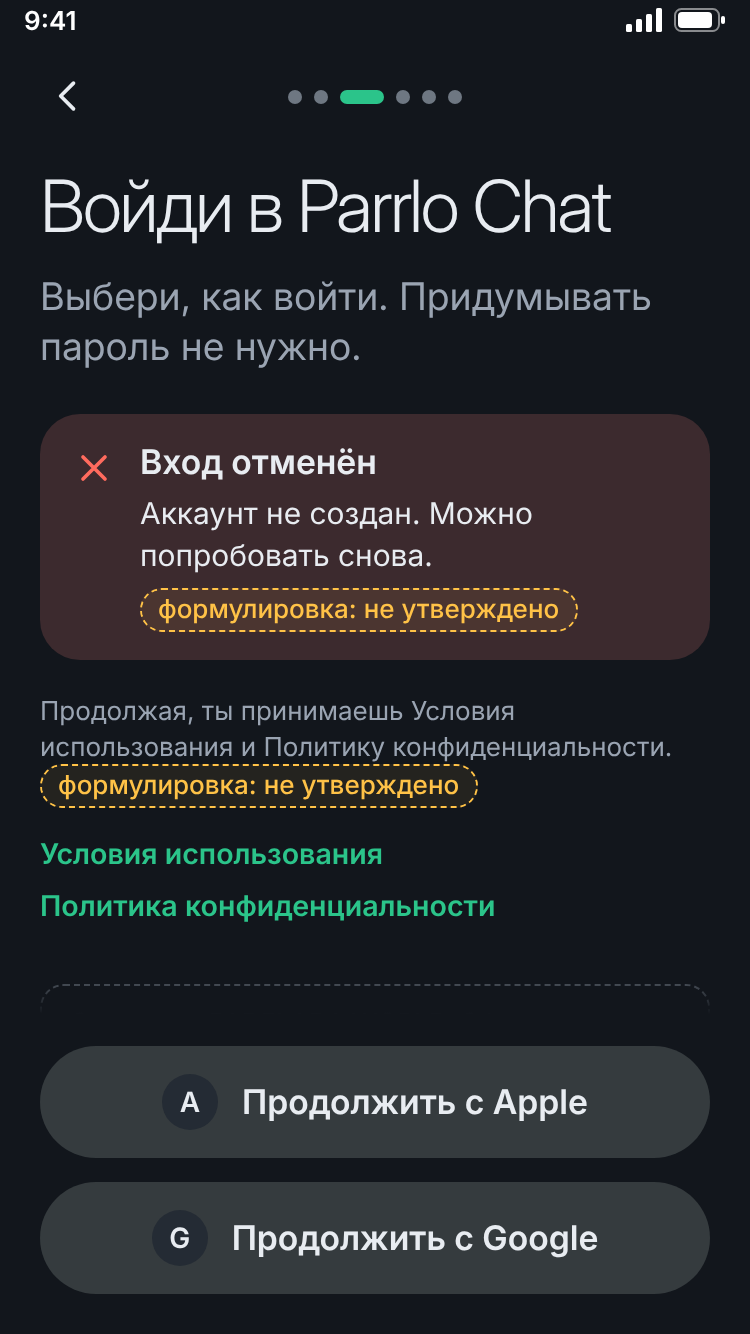 9:41
Войди в Parrlo Chat
Выбери, как войти. Придумывать
пароль не нужно.
Вход отменён
Аккаунт не создан. Можно
попробовать снова.
формулировка: не утверждено
Продолжая, ты принимаешь Условия
использования и Политику конфиденциальности.
формулировка: не утверждено
Условия использования
Политика конфиденциальности
A Продолжить с Apple
G Продолжить с Google